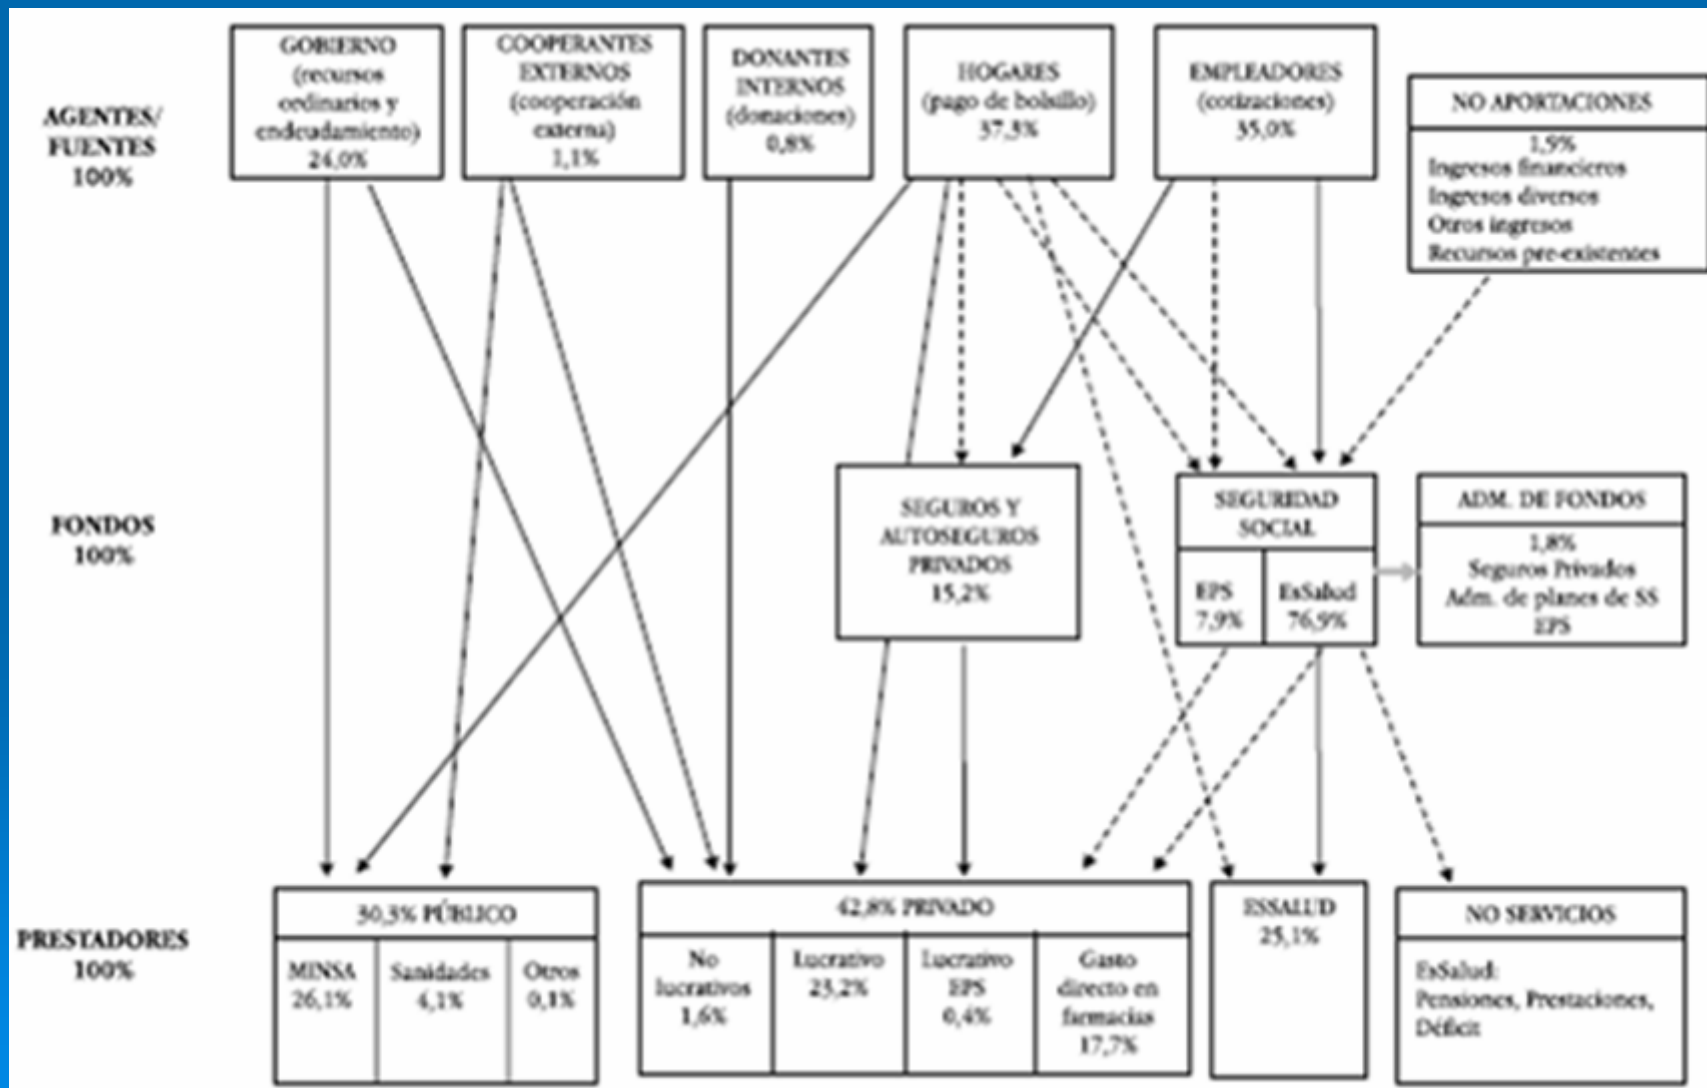 AGENTES/
FUENTES
100%
GOBIERNO
(recursos
ordinarios y
endeudamiento)
24,0%
COOPERANTES
EXTERNOS
(cooperación
externa)
1,1%
DONANTES
INTERNOS
(donaciones)
0,8%
HOGARES
(pago de bolsillo)
37,3%
EMPLEADORES
(cotizaciones)
35,0%
NO APORTACIONES
1,9%
Ingresos financieros
Ingresos diversos
Otros ingresos
Recursos pre-existentes
FONDOS
100%
SEGUROS Y
AUTOSEGUROS
PRIVADOS
15,2%
SEGURIDAD
SOCIAL
EPS
7,9%
EsSalud
76,9%
ADM. DE FONDOS
1,8%
Seguros Privados
Adm. de planes de SS
EPS
PRESTADORES
100%
30,3% PÚBLICO
MINSA
26,1%
Sanidades
4,1%
Otros
0,1%
42,8% PRIVADO
No
lucrativos
1,6%
Lucrativo
23,2%
Lucrativo
EPS
0,4%
Gasto
directo en
farmacias
17,7%
ESSALUD
25,1%
NO SERVICIOS
EsSalud:
Pensiones, Prestaciones,
Déficit